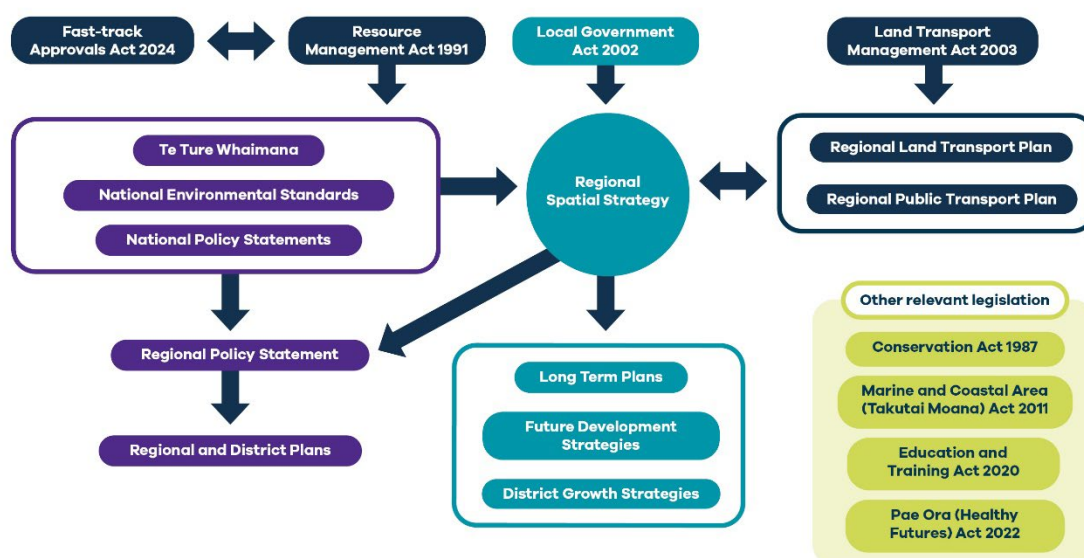 Fast-track
Approvals Act 2024
Resource
Management Act 1991
Local Government
Act 2002
Land Transport
Management Act 2003
Te Ture Whaimana
National Environmental Standards
National Policy Statements
Regional
Spatial Strategy
Regional Land Transport Plan
Regional Public Transport Plan
Regional Policy Statement
Regional and District Plans
Long Term Plans
Future Development
Strategies
District Growth Strategies
Other relevant legislation
Conservation Act 1987
Marine and Coastal Area
(Takutai Moana) Act 2011
Education and
Training Act 2020
Pae Ora (Healthy
Futures) Act 2022